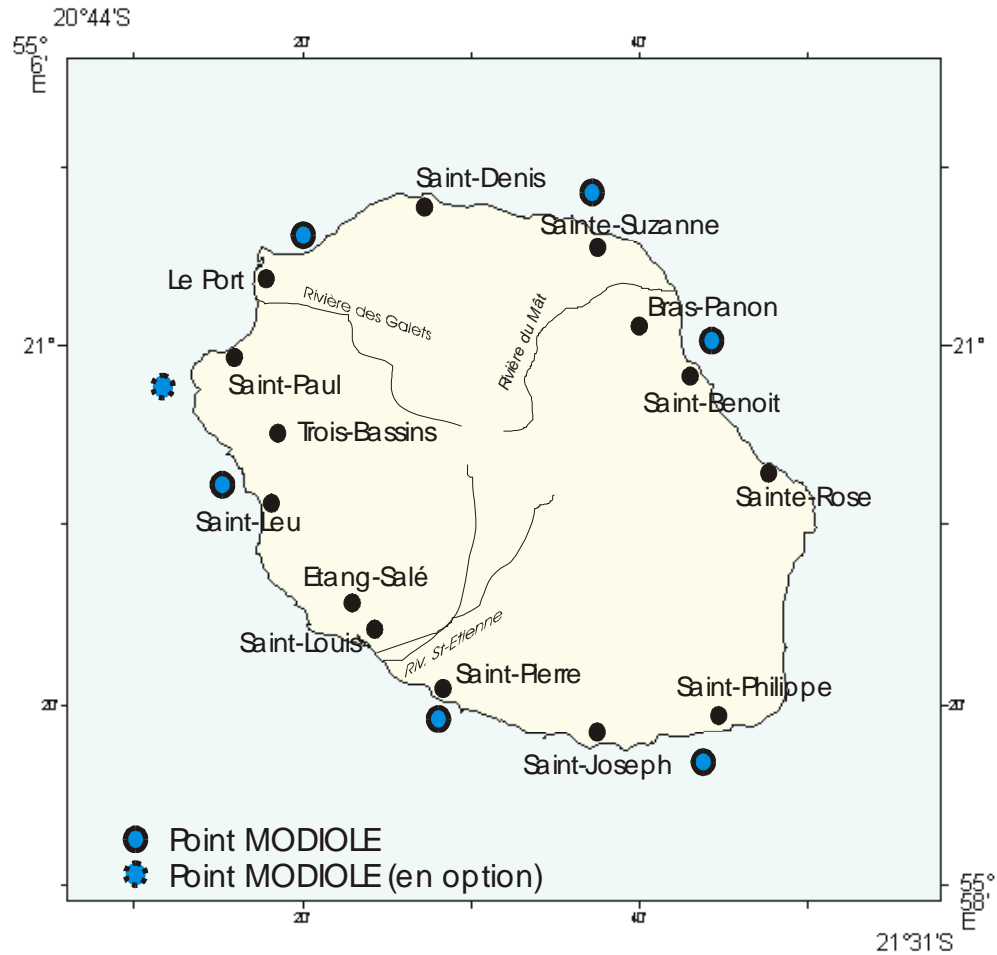 20°44'S
55°
6'
E
20'
40'
Saint-Denis
Sainte-Suzanne
Le Port
Rivière des Galets
Rivière du Mât
Bras-Panon
21°
21°
Saint-Paul
Saint-Benoit
Trois-Bassins
Sainte-Rose
Saint-Leu
Etang-Salé
Saint-Louis
Riv. St-Etienne
Saint-Pierre
Saint-Philippe
20'
20'
Saint-Joseph
Point MODIOLE
Point MODIOLE (en option)
55°
58'
E
20'
40'
21°31'S